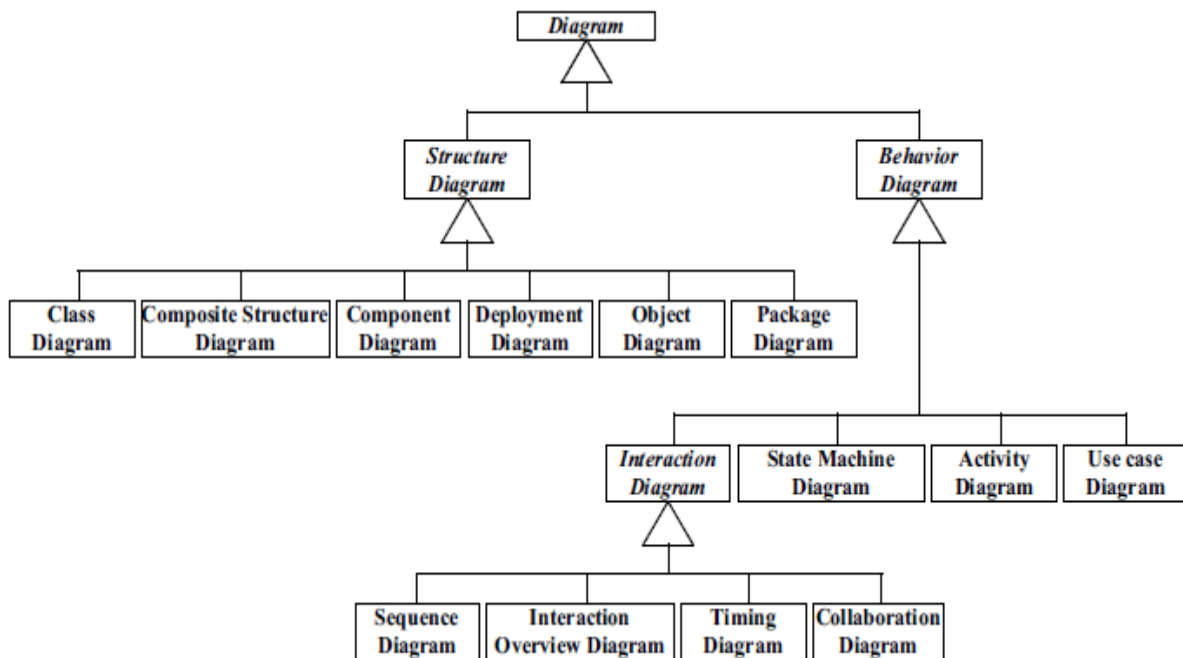 Diagram
Structure
Diagram
Behavior
Diagram
Class
Diagram
Composite Structure
Diagram
Component
Diagram
Deployment
Diagram
Object
Diagram
Package
Diagram
Interaction
Diagram
State Machine
Diagram
Activity
Diagram
Use case
Diagram
Sequence
Diagram
Interaction
Overview Diagram
Timing
Diagram
Collaboration
Diagram